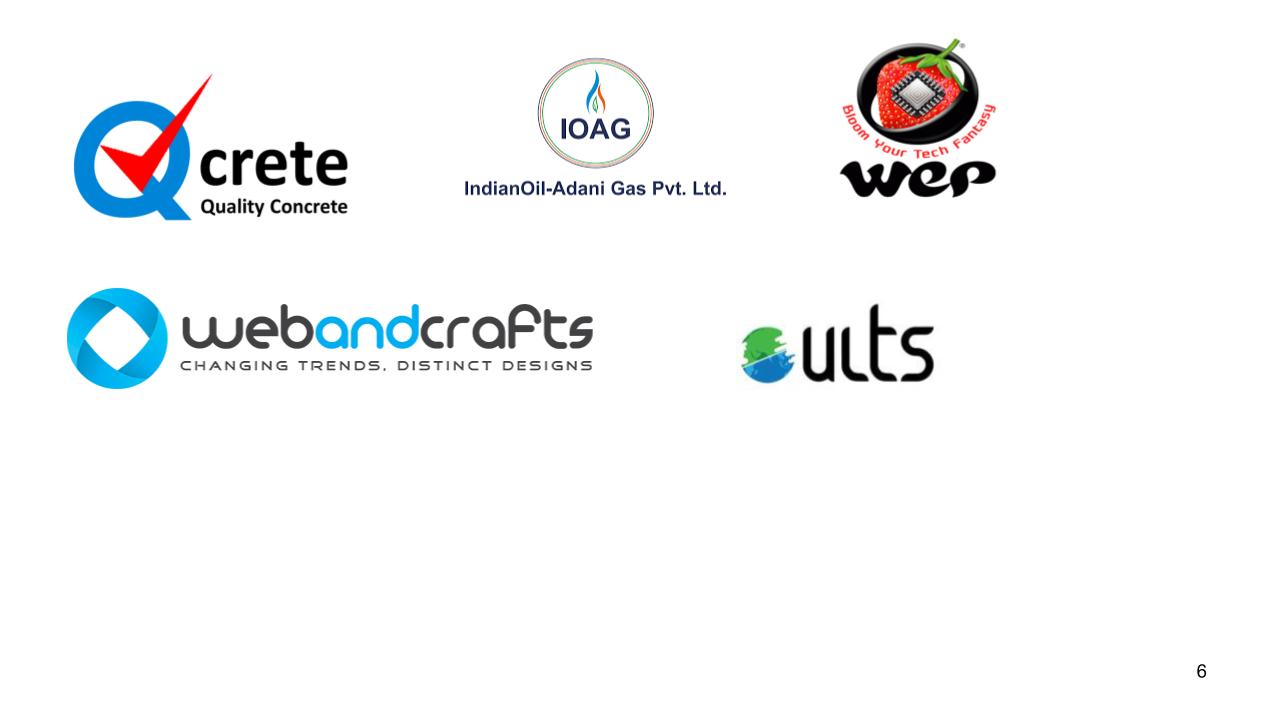 crete
Quality Concrete
IOAG
IndianOil-Adani Gas Pvt. Ltd.
®
Bloom Your Tech Fantasy
wep
webandcrafts
CHANGING TRENDS, DISTINCT DESIGNS
ults
6